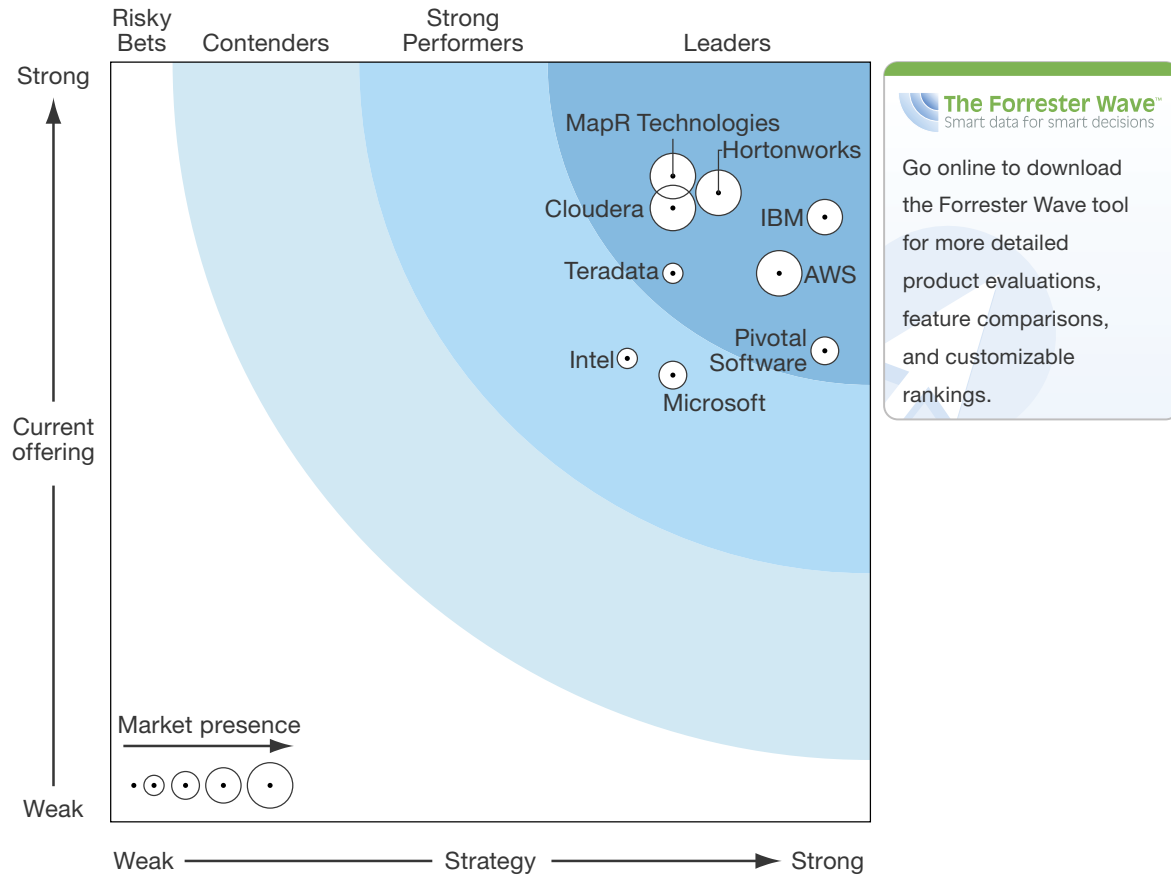 Risky
Bets
Contenders
Strong
Performers
Leaders
Strong
Current
offering
Weak
MapR Technologies
Hortonworks
Cloudera
IBM
Teradata
AWS
Pivotal
Software
Intel
Microsoft
Market presence
Weak
Strategy
Strong
The Forrester Wave™
Smart data for smart decisions
Go online to download
the Forrester Wave tool
for more detailed
product evaluations,
feature comparisons,
and customizable
rankings.